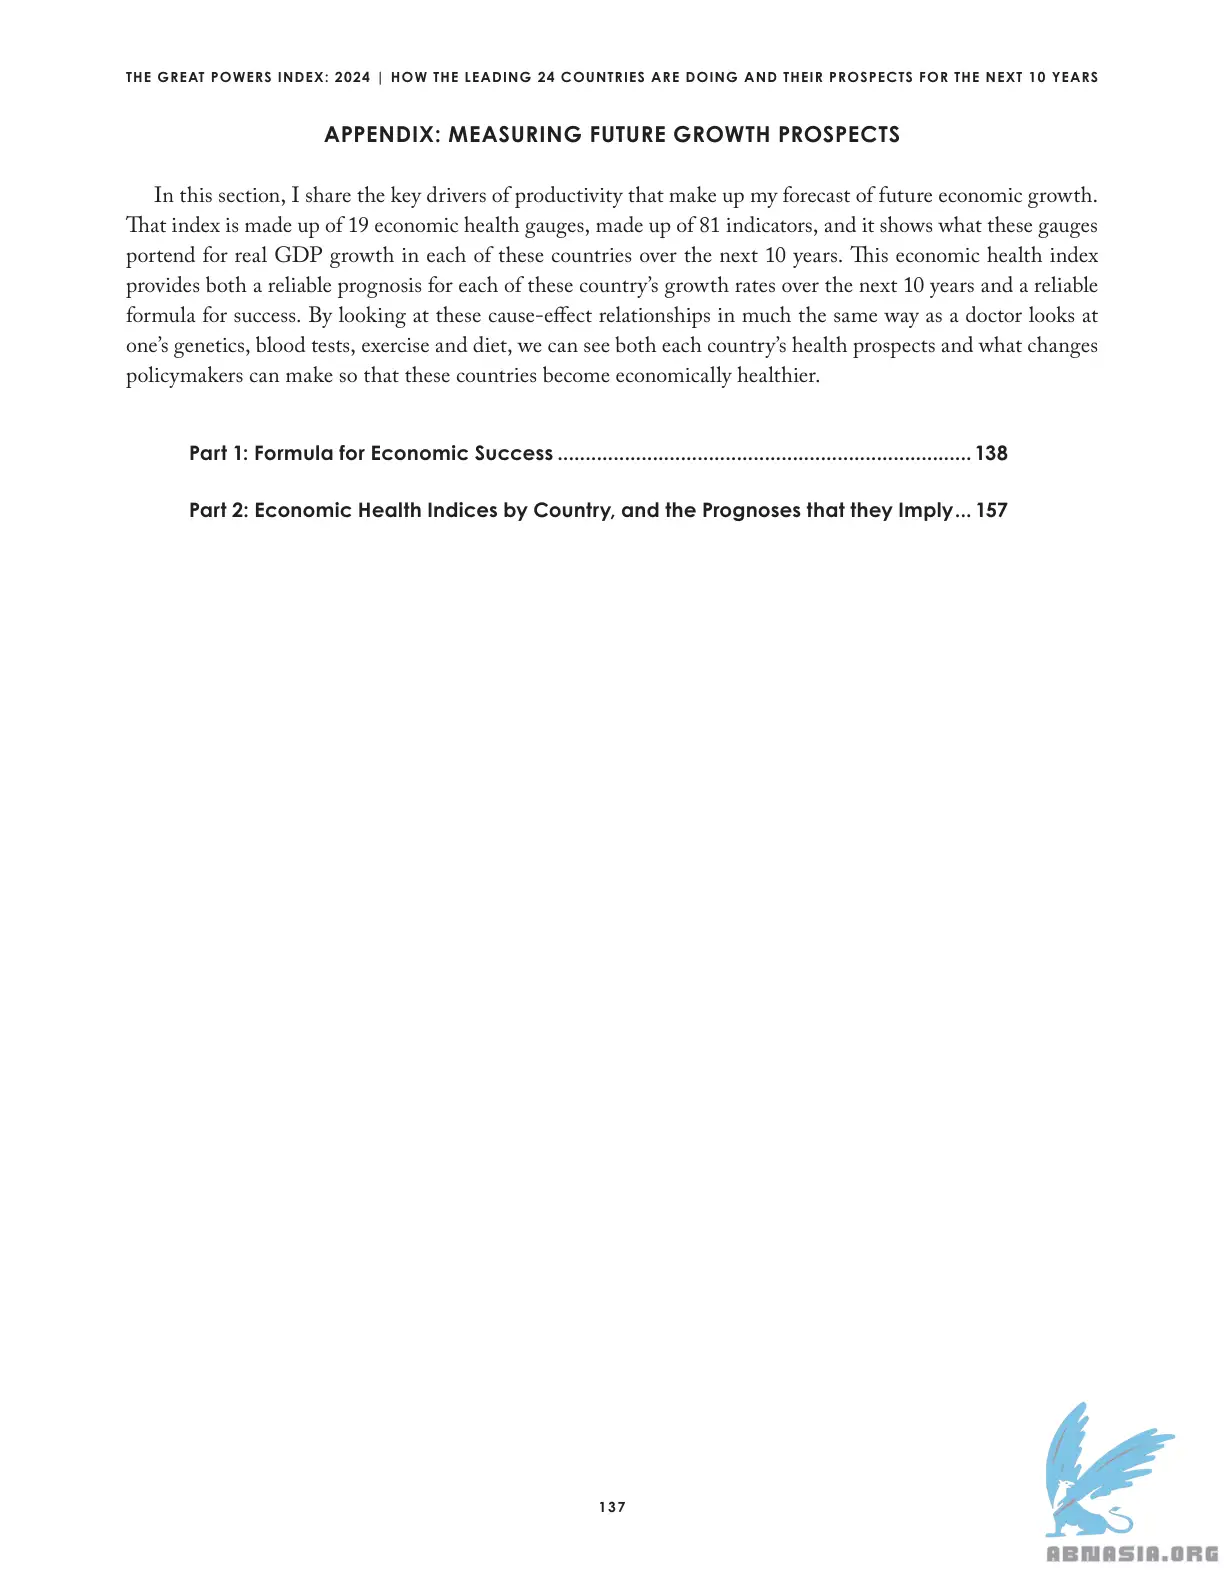 THE GREAT POWERS INDEX: 2024 | HOW THE LEADING 24 COUNTRIES ARE DOING AND THEIR PROSPECTS FOR THE NEXT 10 YEARS
APPENDIX: MEASURING FUTURE GROWTH PROSPECTS
In this section, I share the key drivers of productivity that make up my forecast of future economic growth.
That index is made up of 19 economic health gauges, made up of 81 indicators, and it shows what these gauges
portend for real GDP growth in each of these countries over the next 10 years. This economic health index
provides both a reliable prognosis for each of these country's growth rates over the next 10 years and a reliable
formula for success. By looking at these cause-effect relationships in much the same way as a doctor looks at
one's genetics, blood tests, exercise and diet, we can see both each country's health prospects and what changes
policymakers can make so that these countries become economically healthier.
Part 1: Formula for Economic Success .......................................................................... 138
Part 2: Economic Health Indices by Country, and the Prognoses that they Imply... 157
137
ABNASIA.ORG